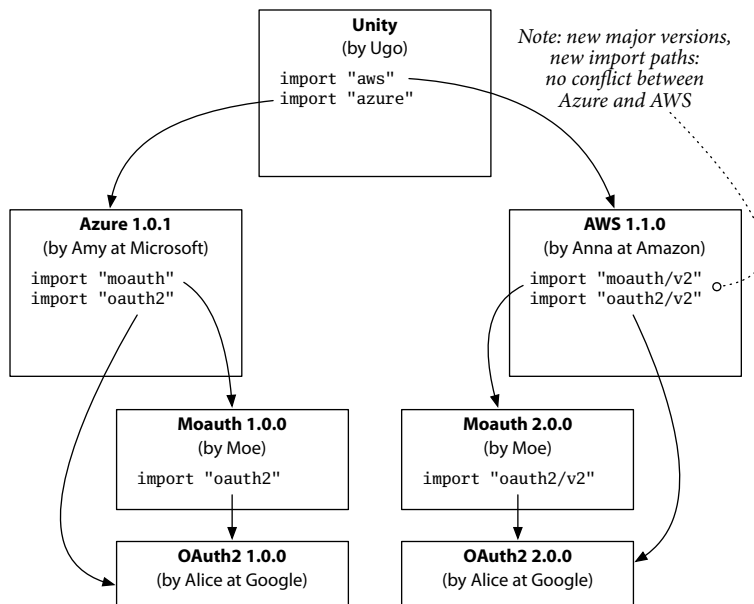 Unity
(by Ugo)
import "aws"
import "azure"
Note: new major versions,
new import paths:
no conflict between
Azure and AWS
Azure 1.0.1
(by Amy at Microsoft)
import "moauth"
import "oauth2"
AWS 1.1.0
(by Anna at Amazon)
import "moauth/v2"
import "oauth2/v2"
Moauth 1.0.0
(by Moe)
import "oauth2"
Moauth 2.0.0
(by Moe)
import "oauth2/v2"
OAuth2 1.0.0
(by Alice at Google)
OAuth2 2.0.0
(by Alice at Google)